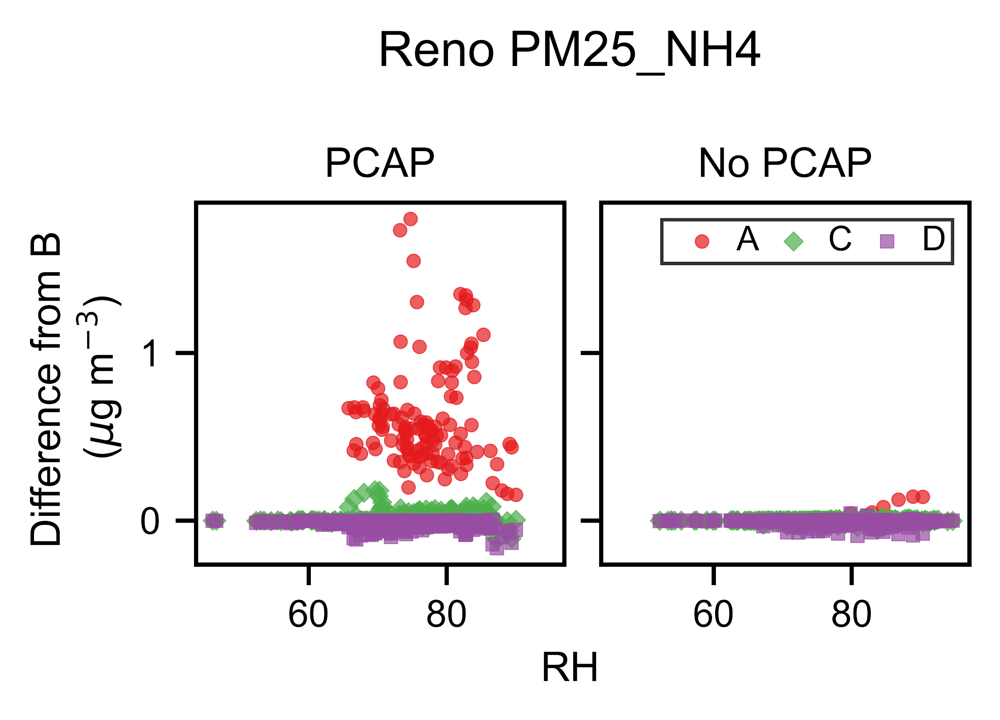 Reno PM25_NH4
PCAP
No PCAP
A C D
Difference from B
(μg m⁻³)
1
0
60 80
60 80
RH